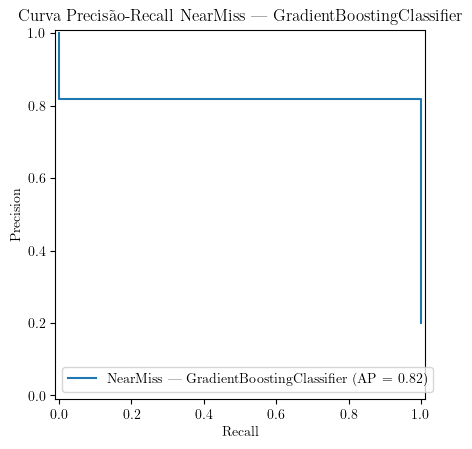 Curva Precisão-Recall NearMiss — GradientBoostingClassifier
1.0
0.8
0.6
0.4
0.2
0.0
Precision
NearMiss — GradientBoostingClassifier (AP = 0.82)
0.0 0.2 0.4 0.6 0.8 1.0
Recall